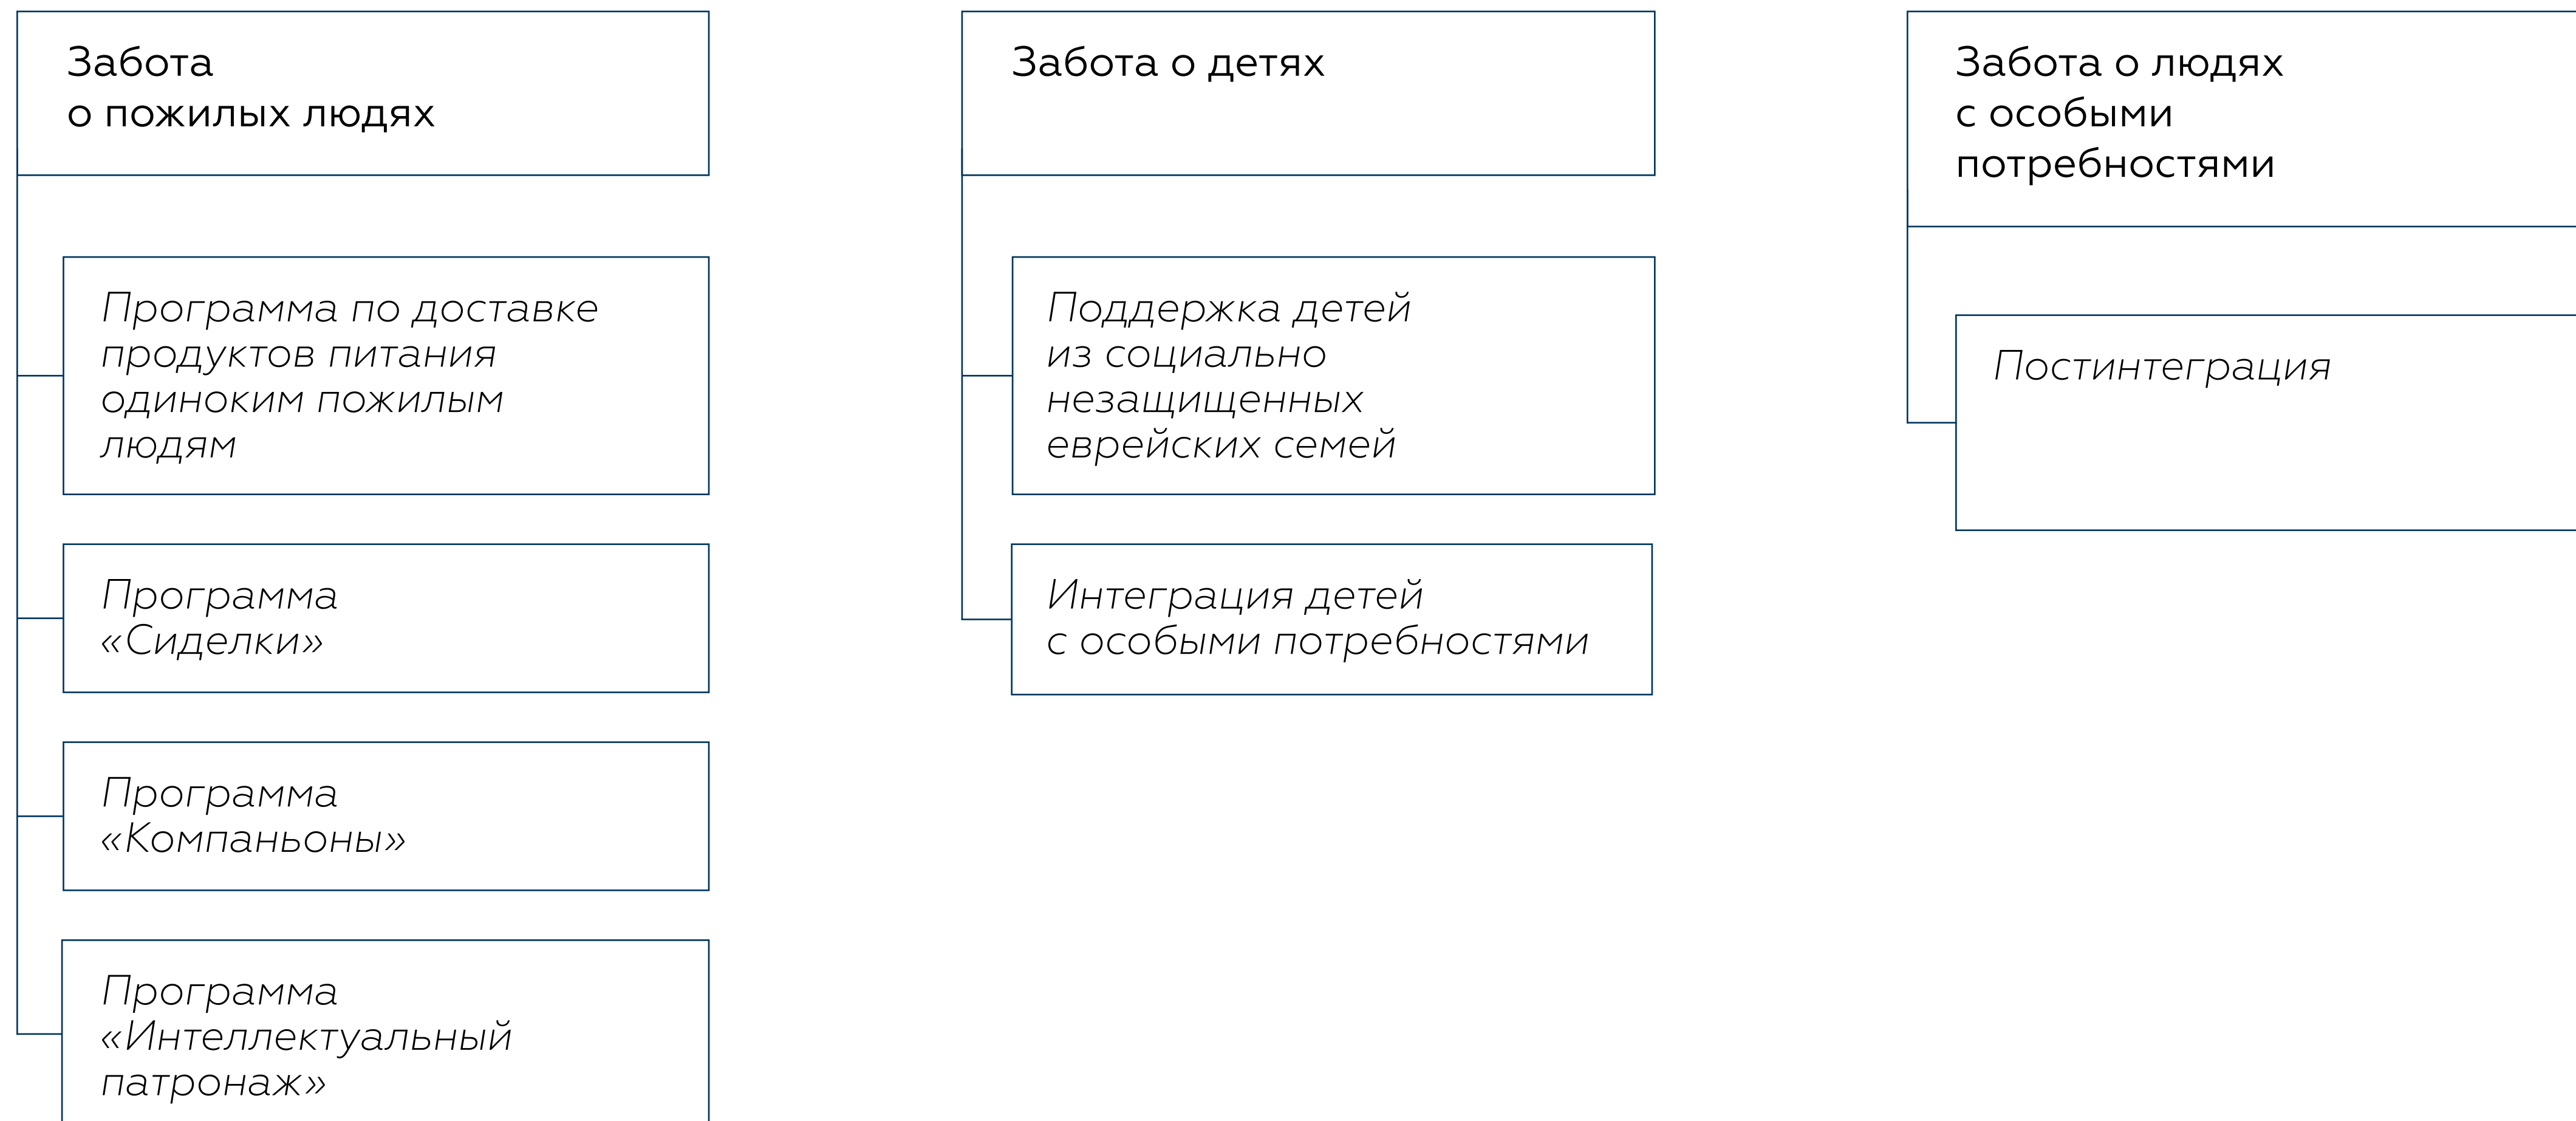 Забота
о пожилых людях
Программа по доставке
продуктов питания
одиноким пожилым
людям
Программа
«Сиделки»
Программа
«Компаньоны»
Программа
«Интеллектуальный
патронаж»
Забота о детях
Поддержка детей
из социально
незащищенных
еврейских семей
Интеграция детей
с особыми потребностями
Забота о людях
с особыми
потребностями
Постинтеграция